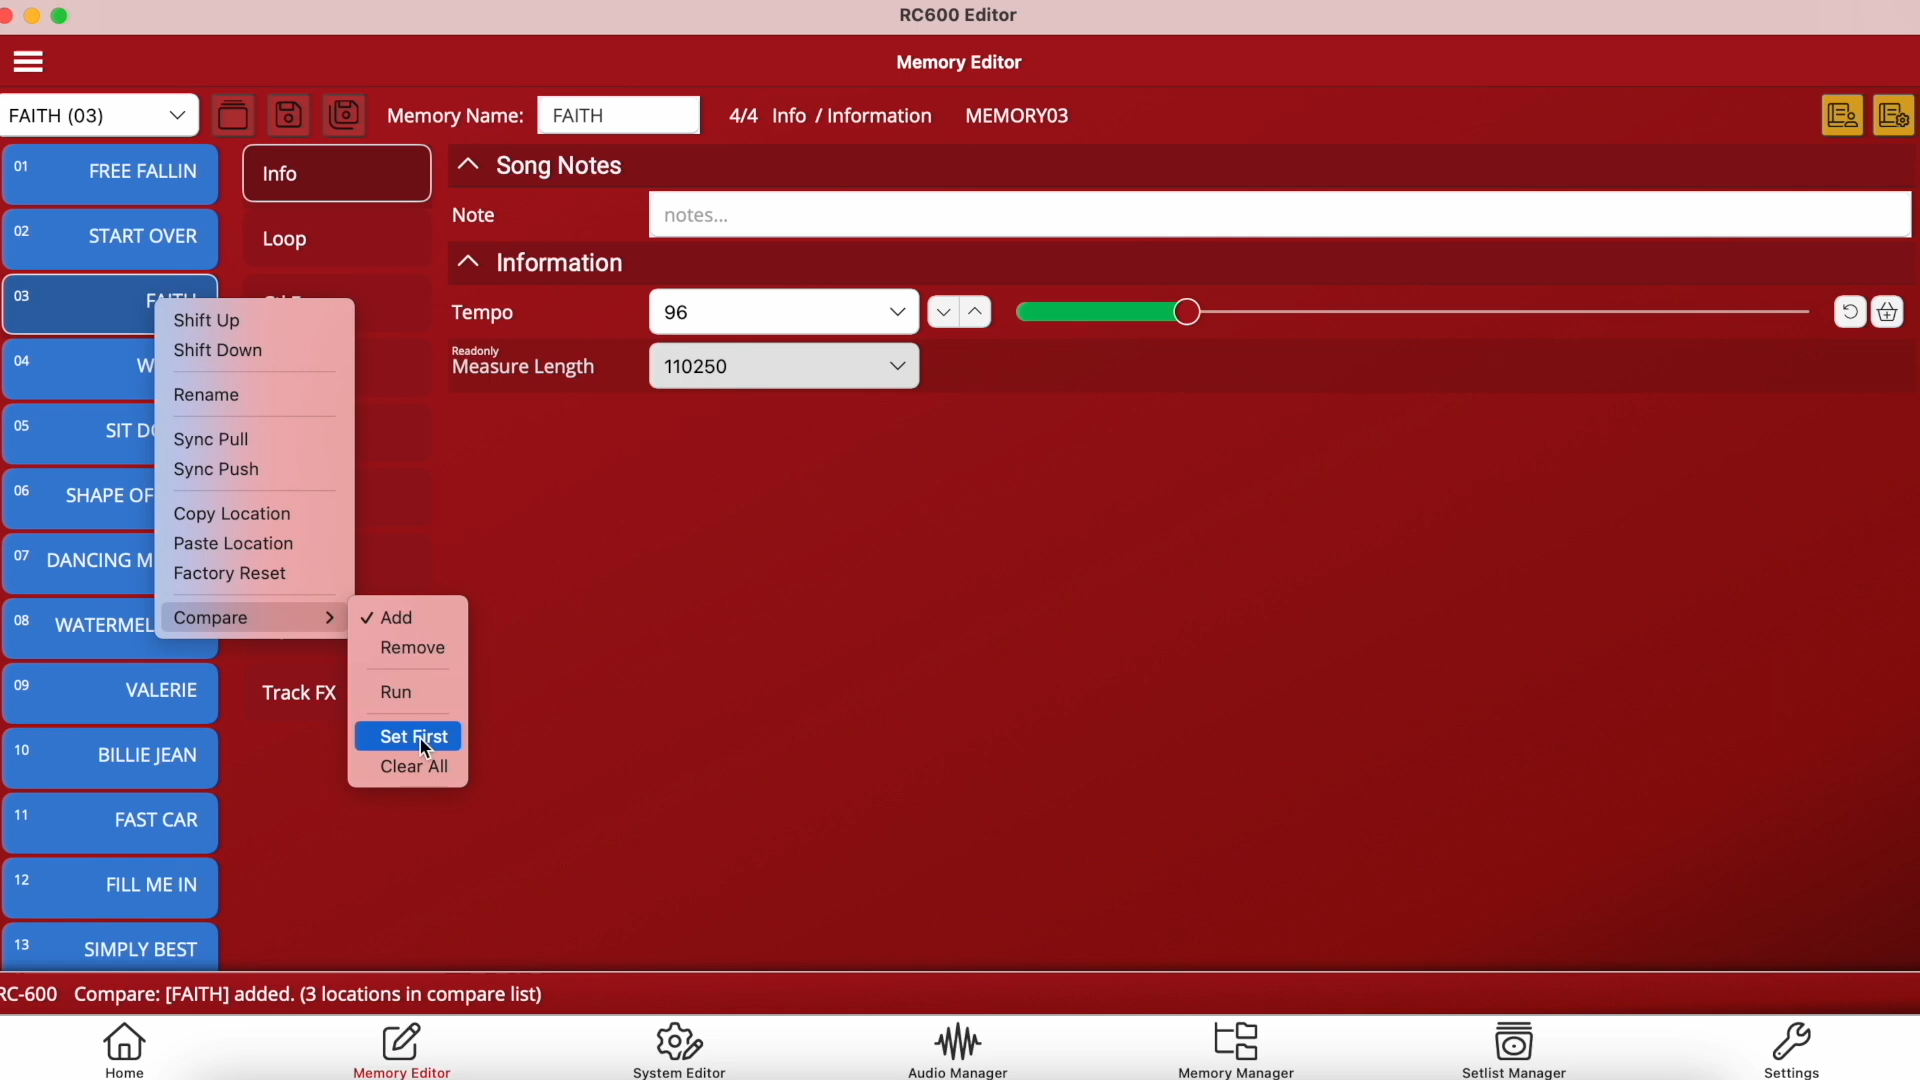 RC600 Editor
Memory Editor
FAITH (03)
Memory Name:
FAITH
4/4 Info / Information MEMORY03
01 FREE FALLIN
02 START OVER
03
04
05 SIT
06 SHAPE OF
07 DANCING
08
09 VALERIE
10 BILLIE JEAN
11 FAST CAR
12 FILL ME IN
13 SIMPLY BEST
Info
Loop
Track FX
Song Notes
Note
notes...
Information
Tempo
96
Readonly
Measure Length
110250
Shift Up
Shift Down
Rename
Sync Pull
Sync Push
Copy Location
Paste Location
Factory Reset
Compare
Add
Remove
Run
Set First
Clear All
RC-600 Compare: [FAITH] added. (3 locations in compare list)
Home
Memory Editor
System Editor
Audio Manager
Memory Manager
Setlist Manager
Settings